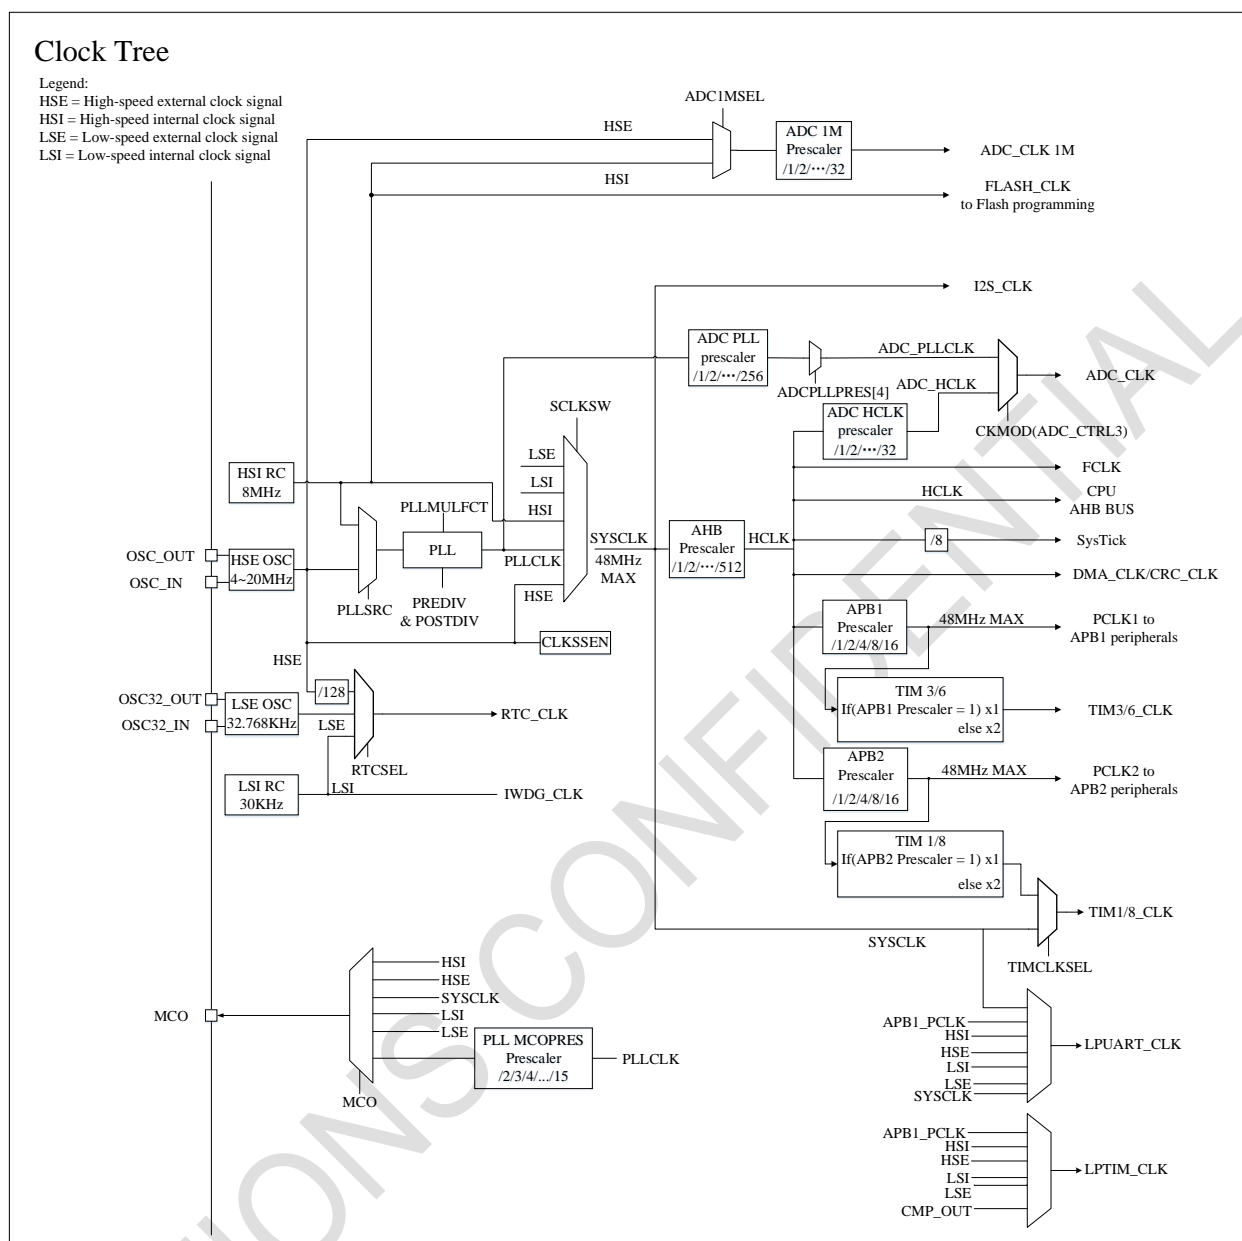 Clock Tree
Legend:
HSE = High-speed external clock signal
HSI = High-speed internal clock signal
LSE = Low-speed external clock signal
LSI = Low-speed internal clock signal
ADC1MSEL
HSE
ADC 1M
Prescaler
/1/2/···/32
ADC_CLK 1M
HSI
FLASH_CLK
to Flash programming
I2S_CLK
ADC PLL
prescaler
/1/2/···/256
ADCPLLPRES[4]
ADC_PLLCLK
ADC_HCLK
ADC_CLK
CKMOD(ADC_CTRL3)
ADC HCLK
prescaler
/1/2/···/32
SCLKSW
LSE
LSI
HSI
PLLCLK
HSE
HSI RC
8MHz
PLLMULFCT
PLL
PREDIV
& POSTDIV
PLLSRC
OSC_OUT
OSC_IN
HSE OSC
4~20MHz
SYSCLK
48MHz
MAX
AHB
Prescaler
/1/2/···/512
HCLK
FCLK
HCLK
CPU
AHB BUS
/8
SysTick
DMA_CLK/CRC_CLK
APB1
Prescaler
/1/2/4/8/16
48MHz MAX
PCLK1 to
APB1 peripherals
CLKSSEN
HSE
/128
OSC32_OUT
OSC32_IN
LSE OSC
32.768KHz
LSE
RTC_CLK
RTCSEL
LSI RC
30KHz
LSI
IWDG_CLK
TIM 3/6
If(APB1 Prescaler = 1) x1
else x2
TIM3/6_CLK
APB2
Prescaler
/1/2/4/8/16
48MHz MAX
PCLK2 to
APB2 peripherals
TIM 1/8
If(APB2 Prescaler = 1) x1
else x2
TIM1/8_CLK
SYSCLK
TIMCLKSEL
MCO
HSI
HSE
SYSCLK
LSI
LSE
PLL MCOPRES
Prescaler
/2/3/4/.../15
PLLCLK
MCO
APB1_PCLK
HSI
HSE
LSI
LSE
SYSCLK
LPUART_CLK
APB1_PCLK
HSI
HSE
LSI
LSE
CMP_OUT
LPTIM_CLK
IONS CONFIDENTIAL